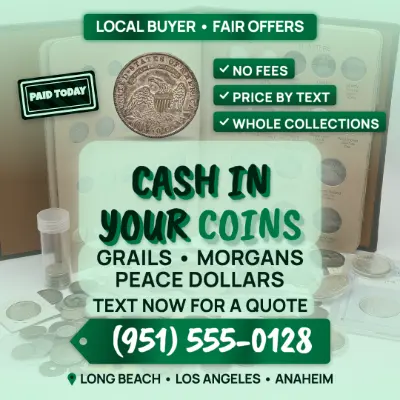 LOCAL BUYER • FAIR OFFERS
PAID TODAY
✓ NO FEES
✓ PRICE BY TEXT
✓ WHOLE COLLECTIONS
CASH IN
YOUR COINS
GRAILS • MORGANS
PEACE DOLLARS
TEXT NOW FOR A QUOTE
(951) 555-0128
LONG BEACH • LOS ANGELES • ANAHEIM